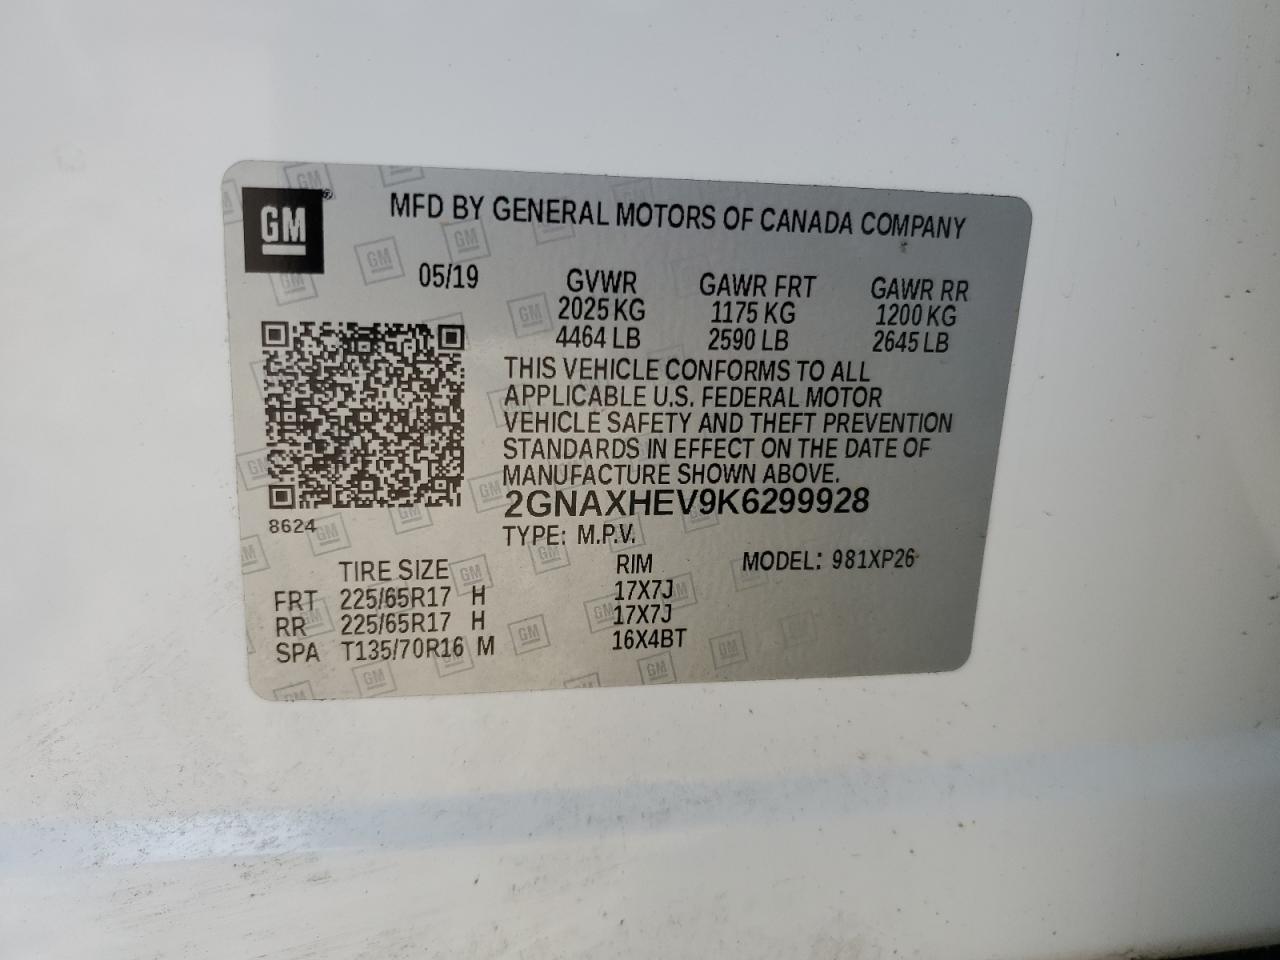 GM
MFD BY GENERAL MOTORS OF CANADA COMPANY
05/19 GVWR GAWR FRT GAWR RR
2025 KG 1175 KG 1200 KG
4464 LB 2590 LB 2645 LB
THIS VEHICLE CONFORMS TO ALL
APPLICABLE U.S. FEDERAL MOTOR
VEHICLE SAFETY AND THEFT PREVENTION
STANDARDS IN EFFECT ON THE DATE OF
MANUFACTURE SHOWN ABOVE.
2GNAXHEV9K6299928
8624
TYPE: M.P.V.
TIRE SIZE RIM MODEL: 981XP26
FRT 225/65R17 H 17X7J
RR 225/65R17 H 17X7J
SPA T135/70R16 M 16X4BT